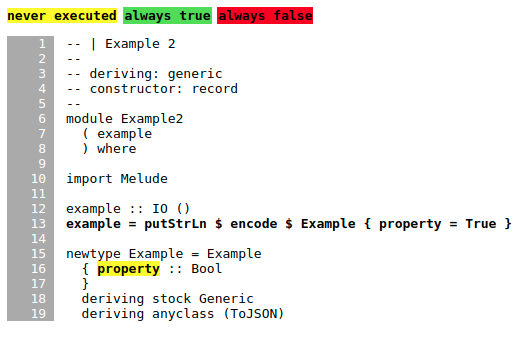 never executed always true always false
1 -- | Example 2
2 --
3 -- deriving: generic
4 -- constructor: record
5 --
6 module Example2
7   ( example
8   ) where
9
10 import Melude
11
12 example :: IO ()
13 example = putStrLn $ encode $ Example { property = True }
14
15 newtype Example = Example
16   { property :: Bool
17   }
18   deriving stock Generic
19   deriving anyclass (ToJSON)